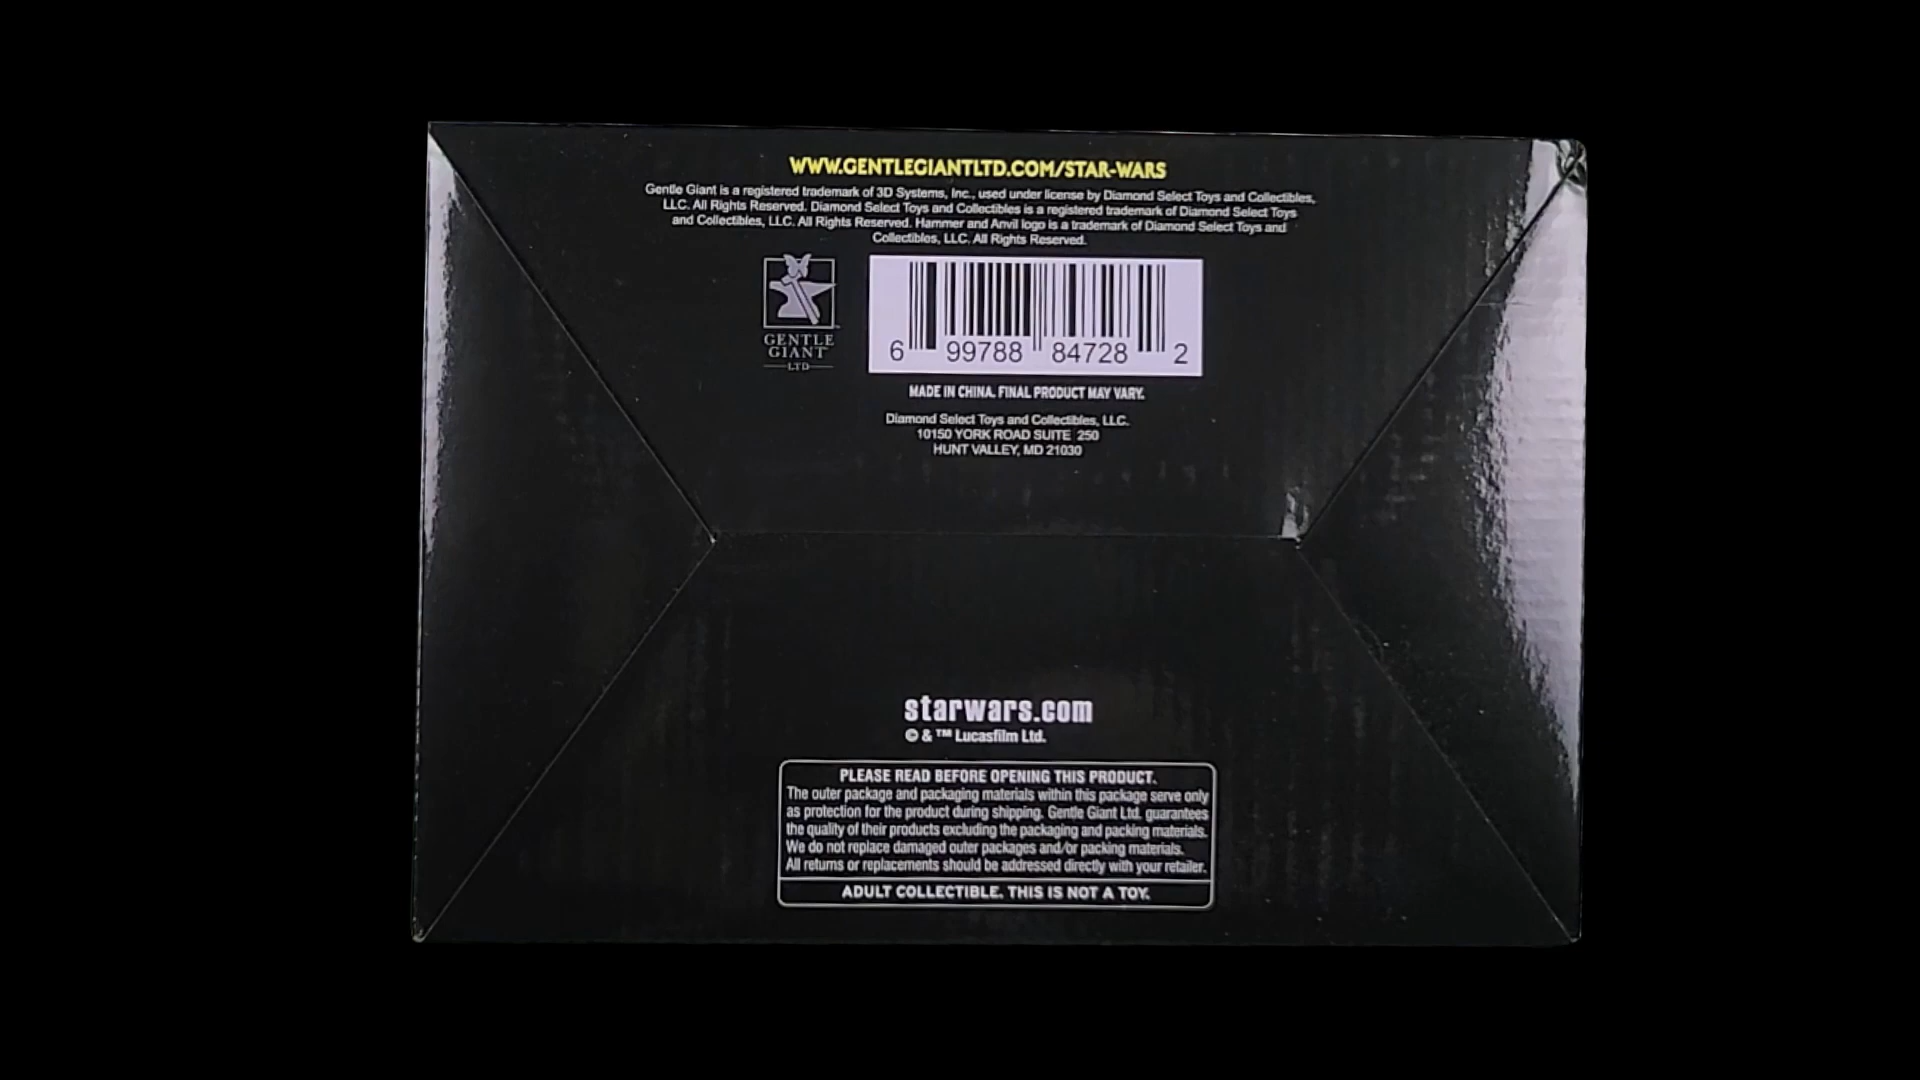 WWW.GENTLEGIANTLTD.COM/STAR-WARS
Gentle Giant is a registered trademark of 3D Systems, Inc., used under license by Diamond Select Toys and Collectibles,
LLC. All Rights Reserved. Diamond Select Toys and Collectibles is a registered trademark of Diamond Select Toys
and Collectibles, LLC. All Rights Reserved. Hammer and Anvil logo is a trademark of Diamond Select Toys and
Collectibles, LLC. All Rights Reserved.
GENTLE
GIANT
LTD
6 99788 84728 2
MADE IN CHINA. FINAL PRODUCT MAY VARY.
Diamond Select Toys and Collectibles, LLC.
10150 YORK ROAD SUITE 250
HUNT VALLEY, MD 21030
starwars.com
© & ™ Lucasfilm Ltd.
PLEASE READ BEFORE OPENING THIS PRODUCT.
The outer package and packaging materials within this package serve only
as protection for the product during shipping. Gentle Giant Ltd. guarantees
the quality of their products excluding the packaging and packing materials.
We do not replace damaged outer packages and/or packing materials.
All returns or replacements should be addressed directly with your retailer.
ADULT COLLECTIBLE. THIS IS NOT A TOY.